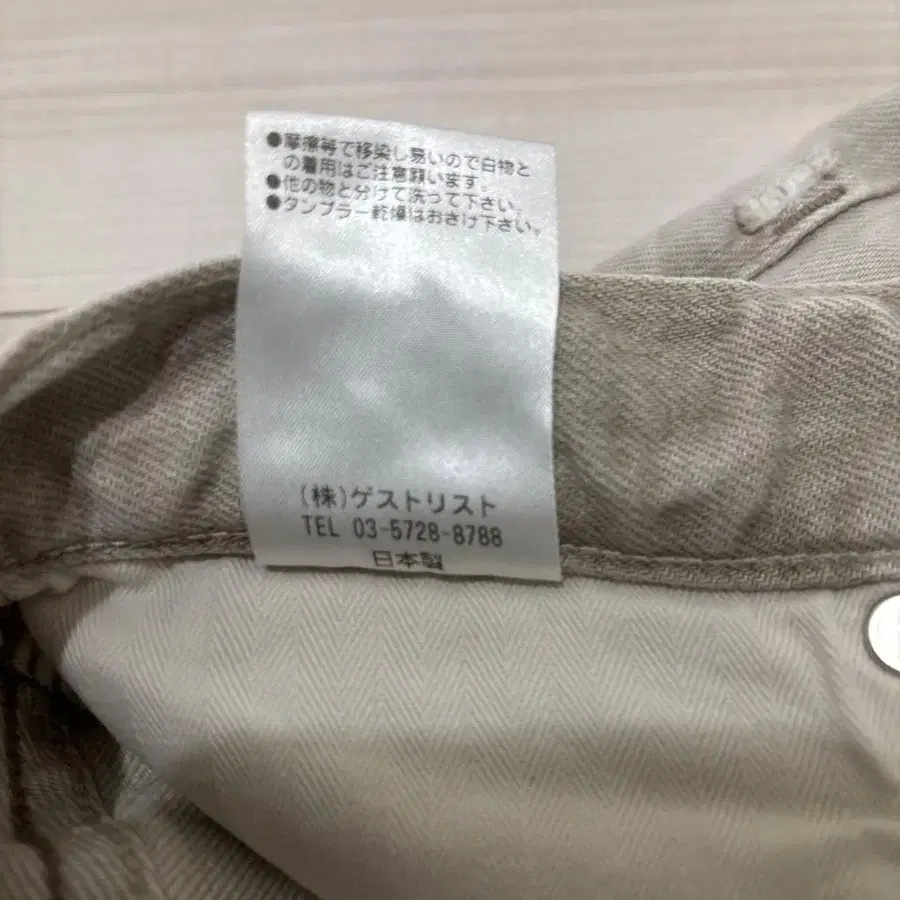 ●摩擦等で移染し易いので白物と
の着用はご注意願います。
●他の物と分けて洗って下さい。
●タンブラー乾燥はおさけ下さい。
(株)ゲストリスト
TEL 03-5728-8788
日本製